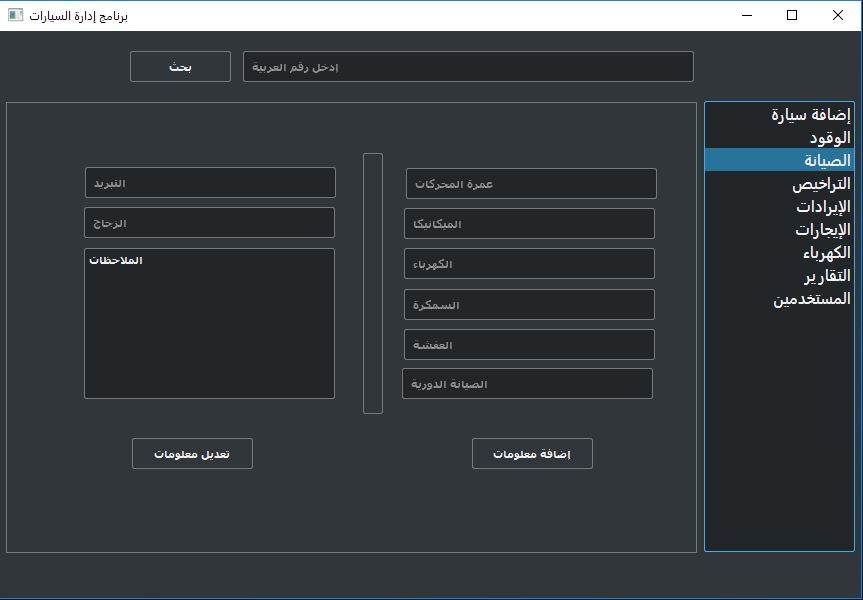 برنامج إدارة السيارات
إدخل رقم العربية
بحث
إضافة سيارة
الوقود
الصيانة
التراخيص
الإيرادات
الإيجارات
الكهرباء
التقارير
المستخدمين
عمرة المحركات
الميكانيكا
الكهرباء
السمكرة
العفشة
الصيانة الدورية
التبريد
الزجاج
الملاحظات
إضافة معلومات
تعديل معلومات